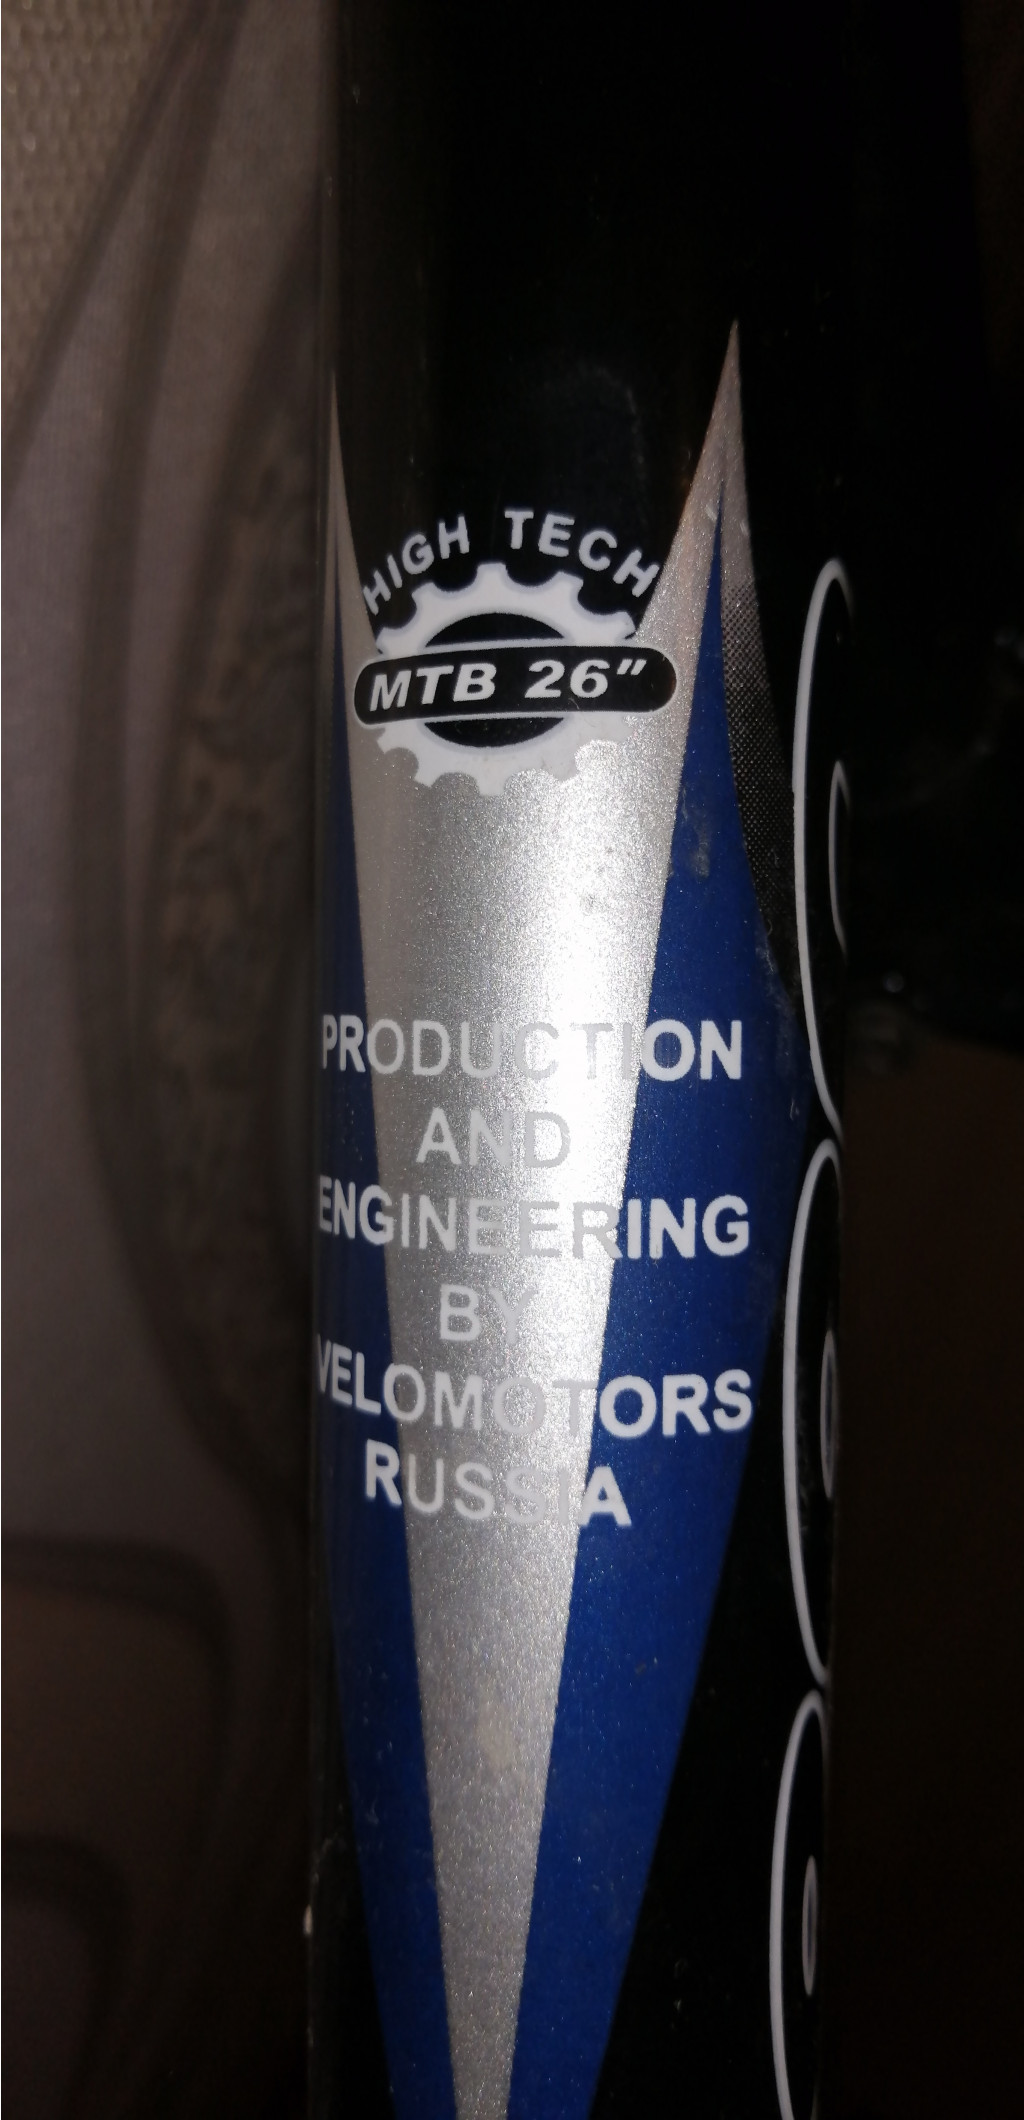 HIGH TECH
MTB 26"
PRODUCTION
AND
ENGINEERING
BY
VELOMOTORS
RUSSIA